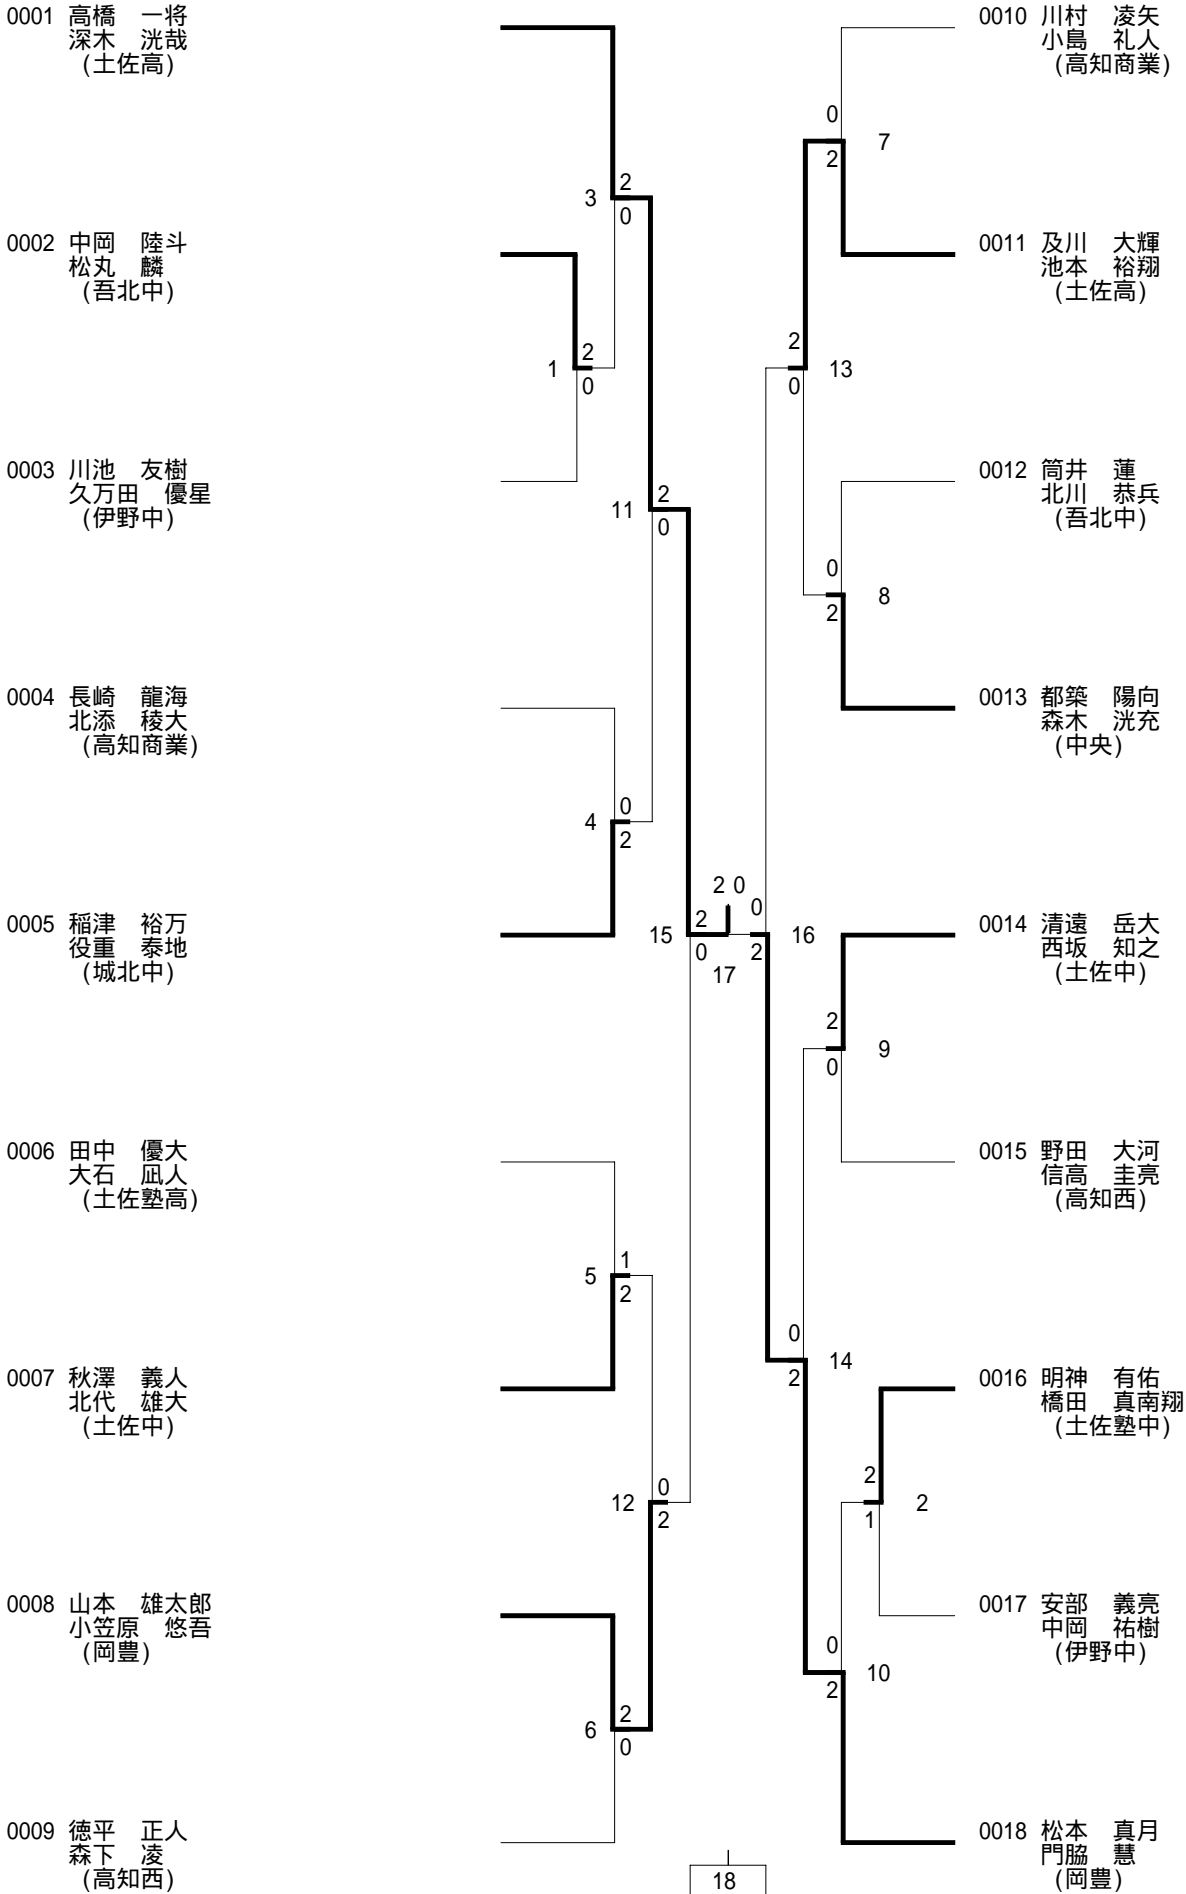 0001 高橋　一将
深木　洸哉
(土佐高)
0002 中岡　陸斗
松丸　麟
(吾北中)
0003 川池　友樹
久万田　優星
(伊野中)
0004 長崎　龍海
北添　稜大
(高知商業)
0005 稲津　裕万
役重　泰地
(城北中)
0006 田中　優大
大石　凪人
(土佐塾高)
0007 秋澤　義人
北代　雄大
(土佐中)
0008 山本　雄太郎
小笠原　悠吾
(岡豊)
0009 徳平　正人
森下　凌
(高知西)
3
2
0
1
2
0
11
2
0
4
0
2
15
2
0
2 0
17
0
2
16
5
1
2
12
0
2
6
2
0
18
0
2
7
2
0
13
0
2
8
2
0
9
0
2
14
2
1
2
0
2
10
0010 川村　凌矢
小島　礼人
(高知商業)
0011 及川　大輝
池本　裕翔
(土佐高)
0012 筒井　蓮
北川　恭兵
(吾北中)
0013 都築　陽向
森木　洸充
(中央)
0014 清遠　岳大
西坂　知之
(土佐中)
0015 野田　大河
信高　圭亮
(高知西)
0016 明神　有佑
橋田　真南翔
(土佐塾中)
0017 安部　義亮
中岡　祐樹
(伊野中)
0018 松本　真月
門脇　慧
(岡豊)